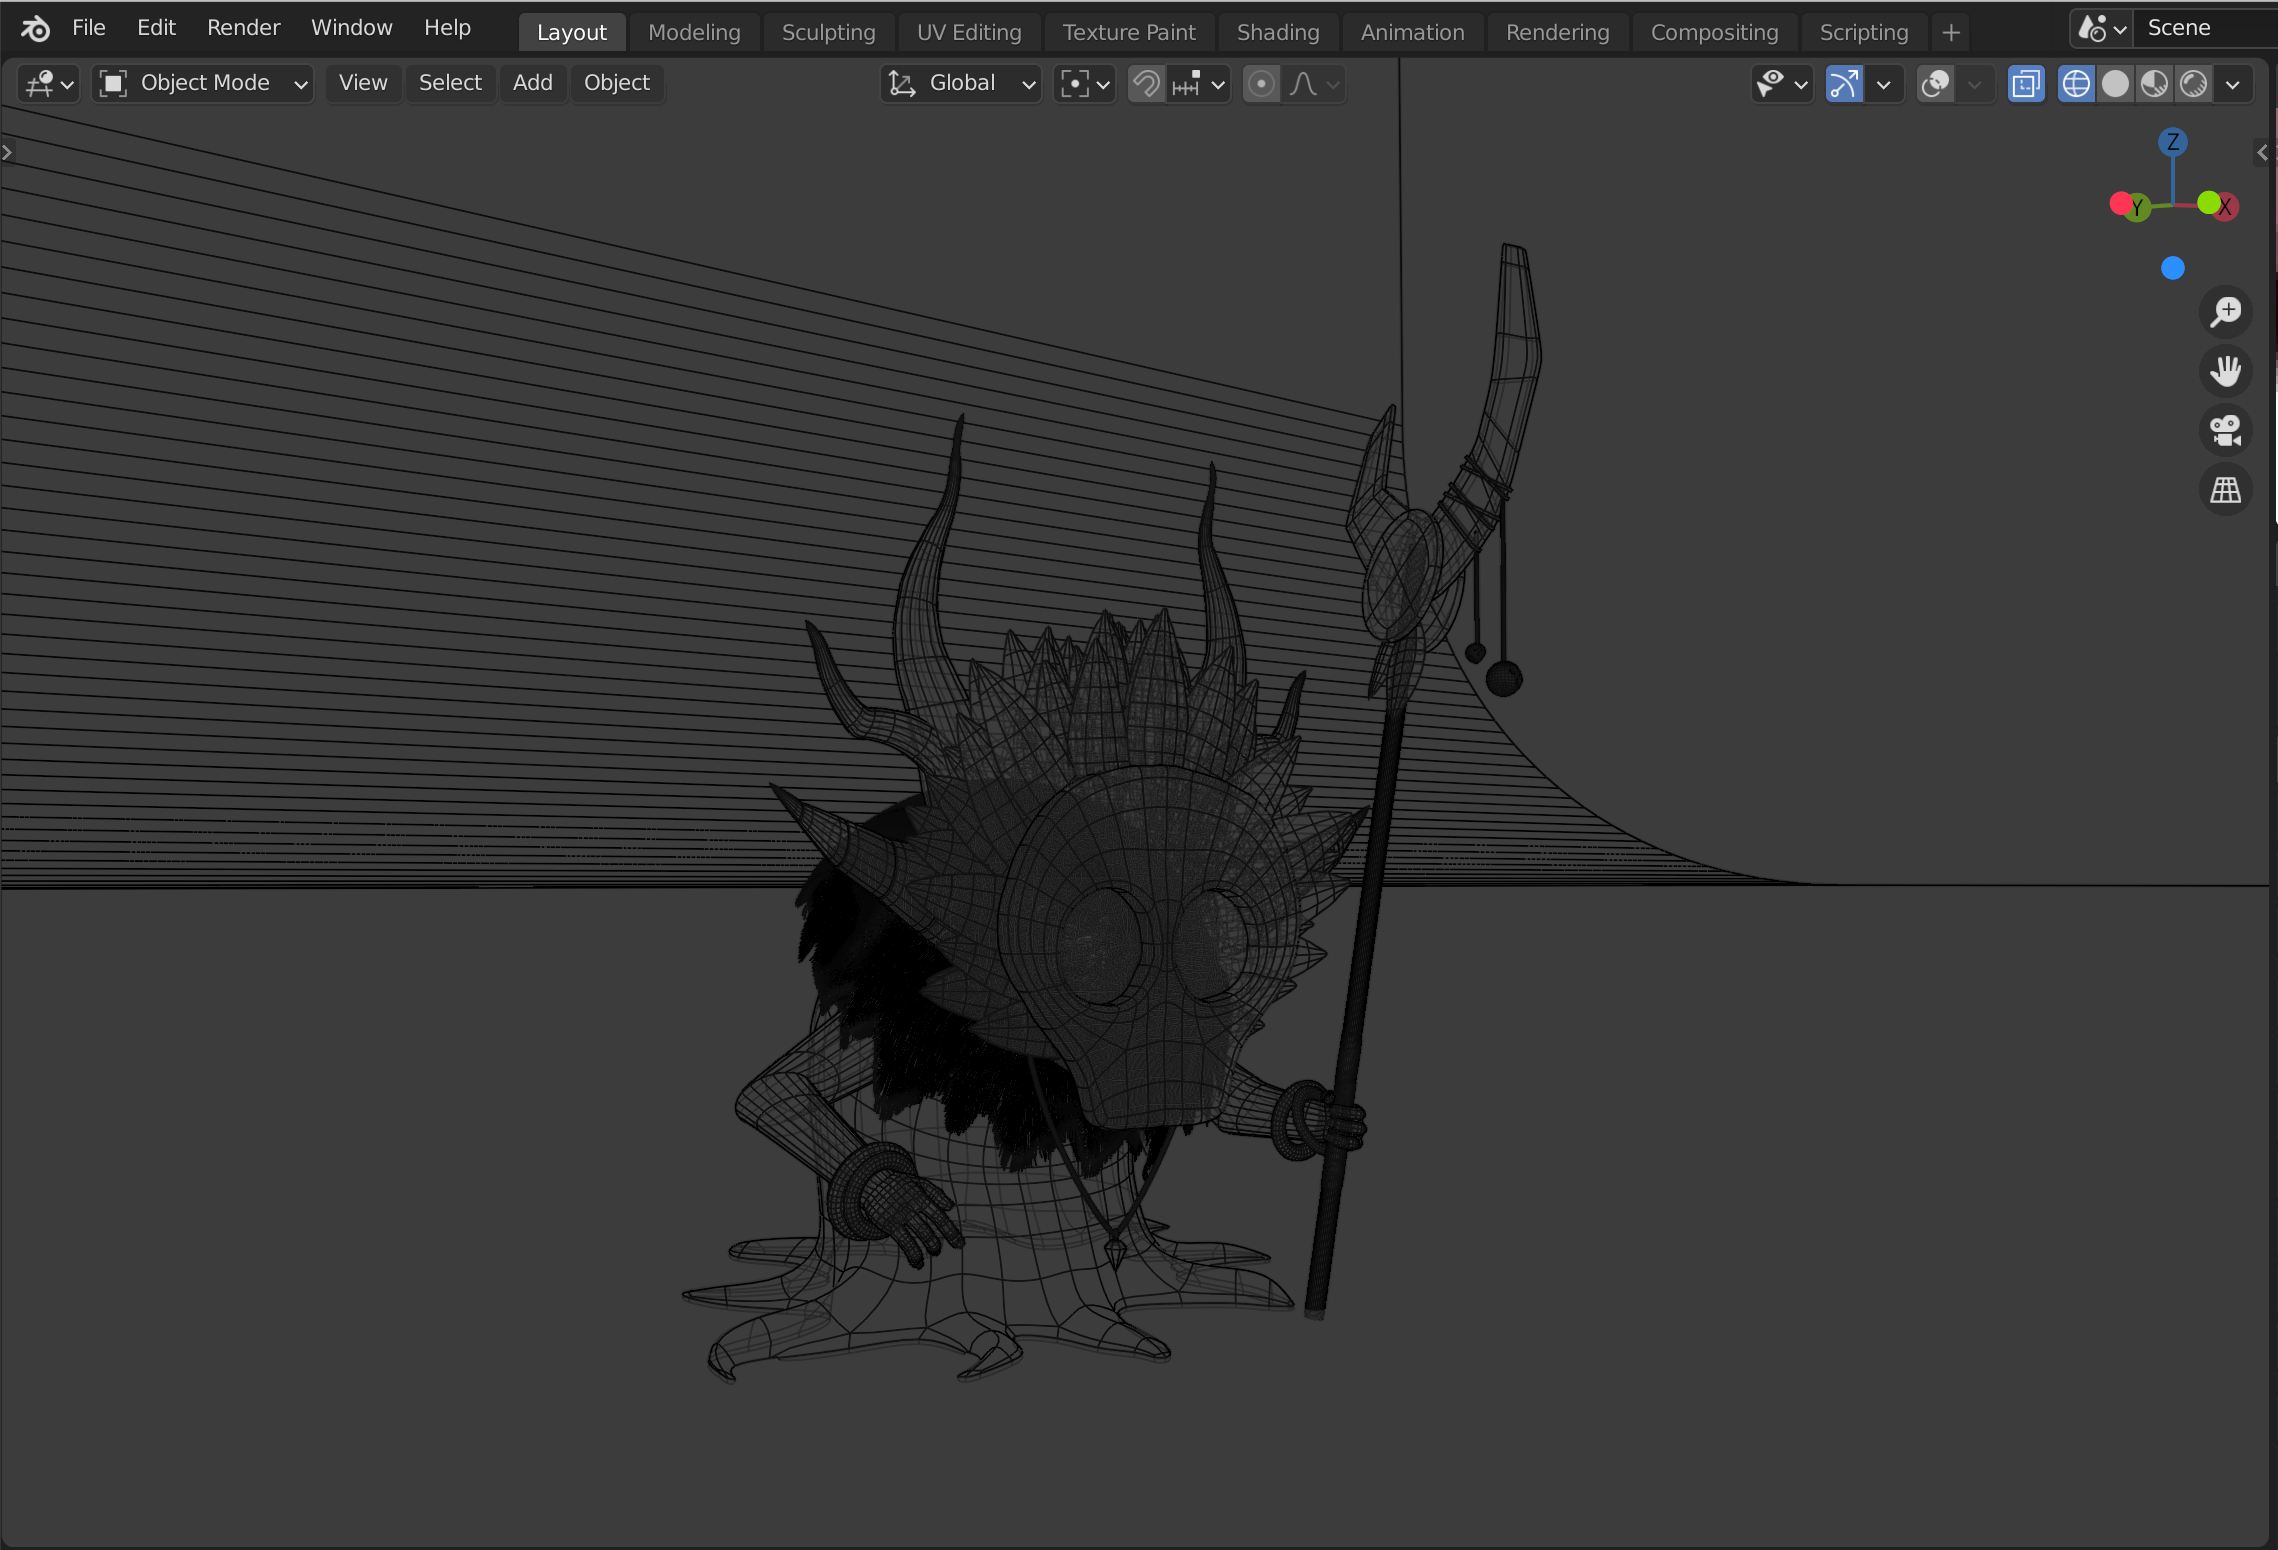 File Edit Render Window Help Layout Modeling Sculpting UV Editing Texture Paint Shading Animation Rendering Compositing Scripting + Scene
Object Mode View Select Add Object Global
Z
Y X